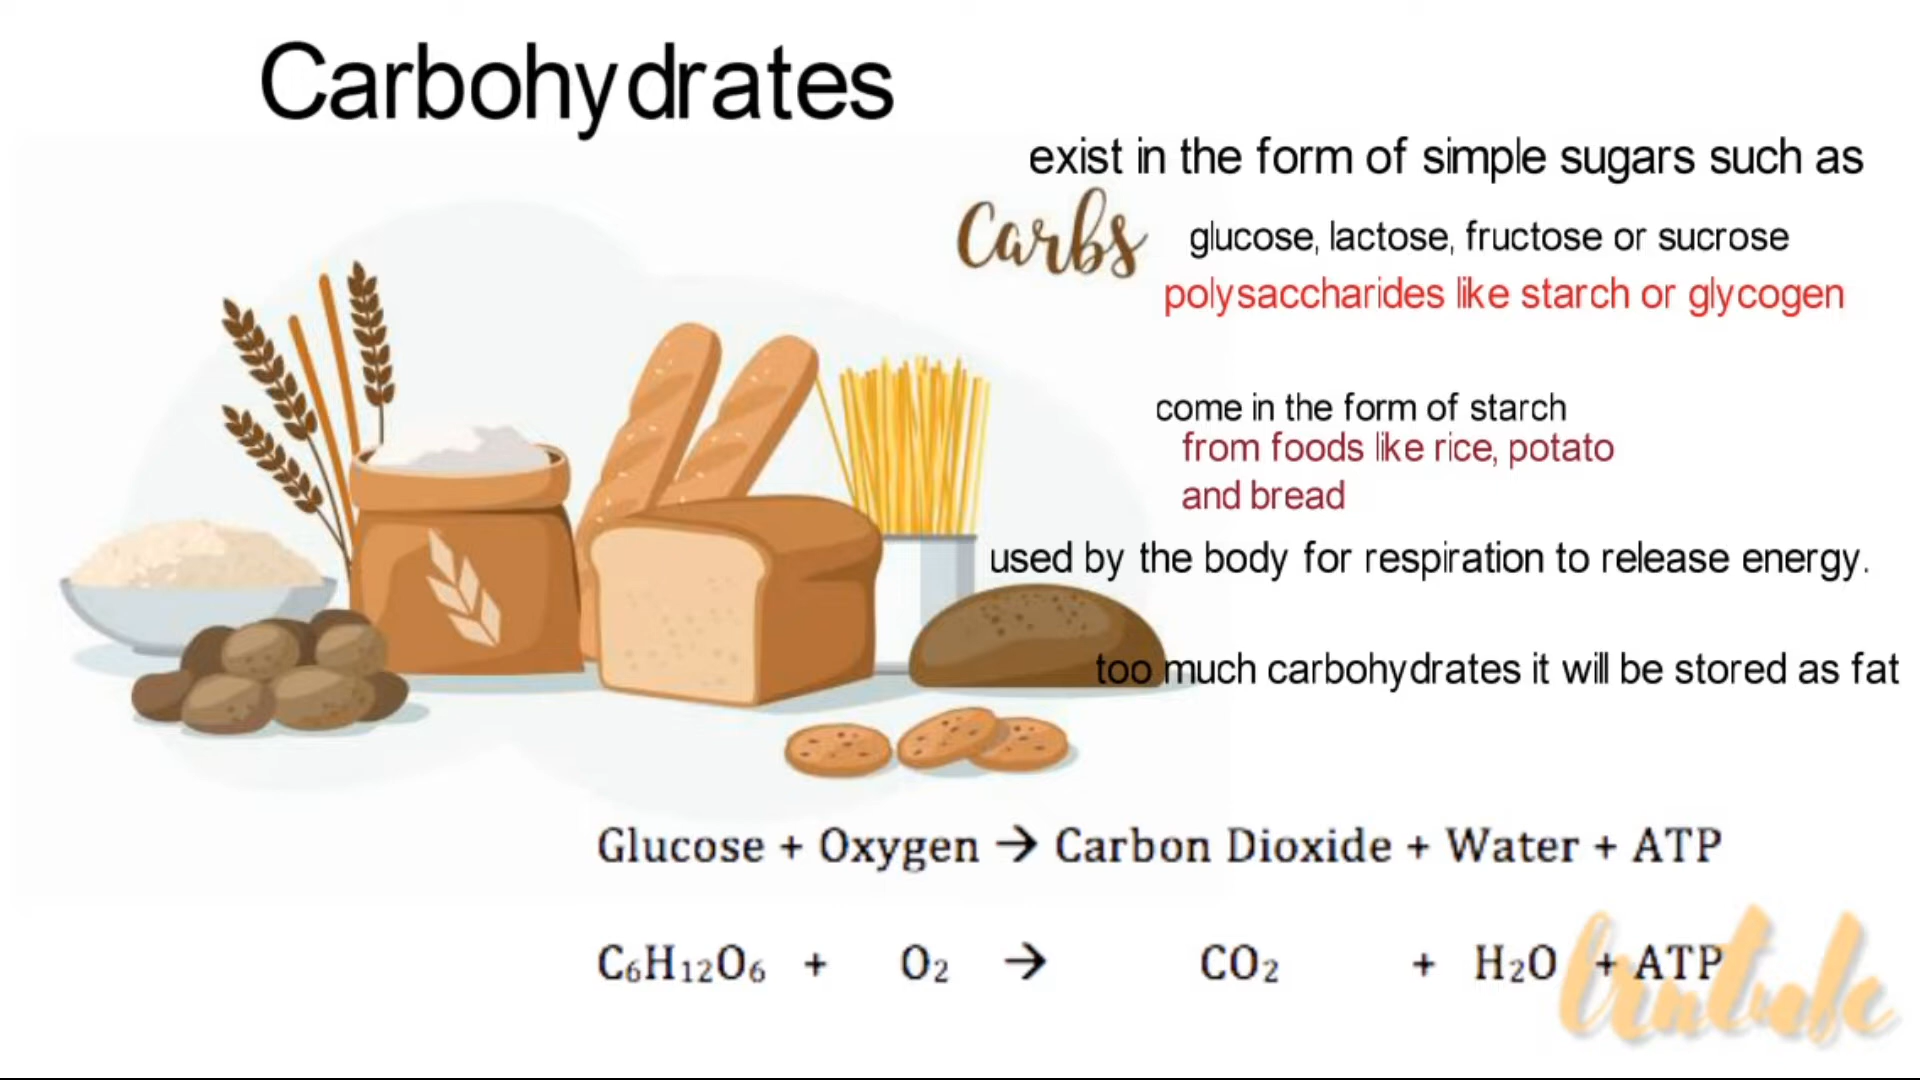 Carbohydrates
exist in the form of simple sugars such as
Carbs
glucose, lactose, fructose or sucrose
polysaccharides like starch or glycogen
come in the form of starch
from foods like rice, potato
and bread
used by the body for respiration to release energy.
too much carbohydrates it will be stored as fat
Glucose + Oxygen → Carbon Dioxide + Water + ATP
C₆H₁₂O₆ + O₂ → CO₂ + H₂O + ATP